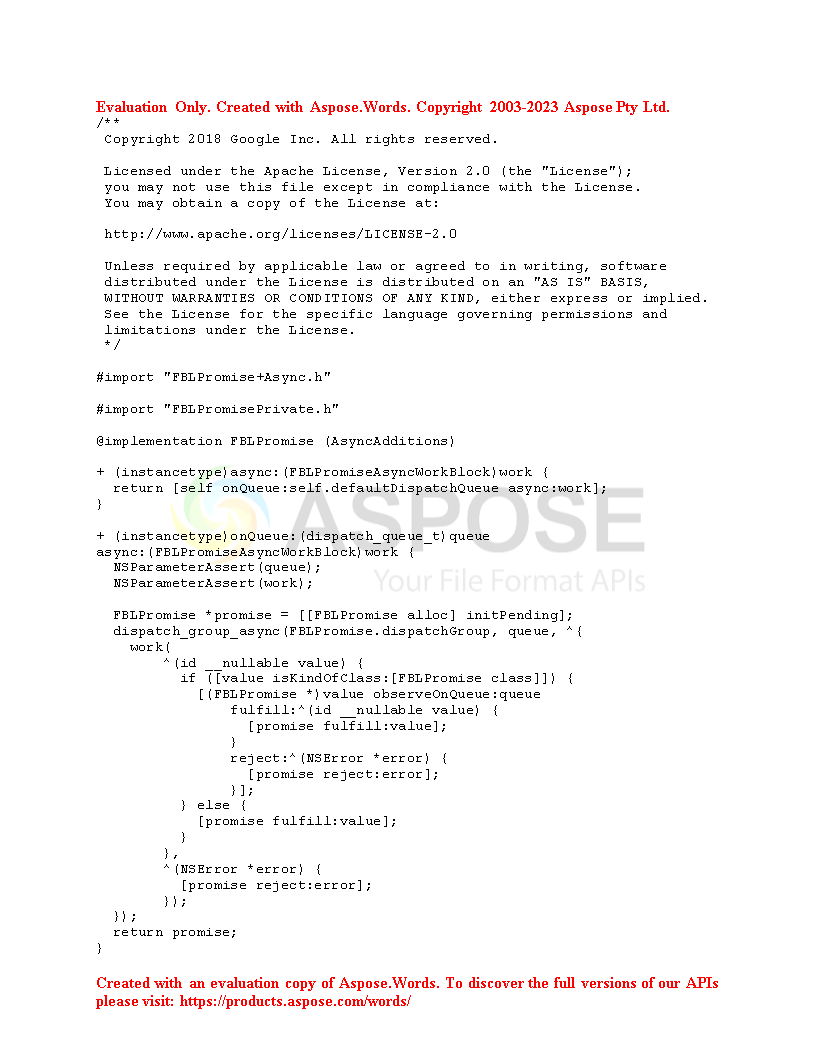 Evaluation Only. Created with Aspose.Words. Copyright 2003-2023 Aspose Pty Ltd.
/**
 Copyright 2018 Google Inc. All rights reserved.

 Licensed under the Apache License, Version 2.0 (the "License");
 you may not use this file except in compliance with the License.
 You may obtain a copy of the License at:

 http://www.apache.org/licenses/LICENSE-2.0

 Unless required by applicable law or agreed to in writing, software
 distributed under the License is distributed on an "AS IS" BASIS,
 WITHOUT WARRANTIES OR CONDITIONS OF ANY KIND, either express or implied.
 See the License for the specific language governing permissions and
 limitations under the License.
 */

#import "FBLPromise+Async.h"

#import "FBLPromisePrivate.h"

@implementation FBLPromise (AsyncAdditions)

+ (instancetype)async:(FBLPromiseAsyncWorkBlock)work {
  return [self onQueue:self.defaultDispatchQueue async:work];
}
ASPOSE
+ (instancetype)onQueue:(dispatch_queue_t)queue
async:(FBLPromiseAsyncWorkBlock)work {
  NSParameterAssert(queue);
  NSParameterAssert(work);
Your File Format APIs

  FBLPromise *promise = [[FBLPromise alloc] initPending];
  dispatch_group_async(FBLPromise.dispatchGroup, queue, ^{
    work(
        ^(id __nullable value) {
          if ([value isKindOfClass:[FBLPromise class]]) {
            [(FBLPromise *)value observeOnQueue:queue
                fulfill:^(id __nullable value) {
                  [promise fulfill:value];
                }
                reject:^(NSError *error) {
                  [promise reject:error];
                }];
          } else {
            [promise fulfill:value];
          }
        },
        ^(NSError *error) {
          [promise reject:error];
        });
  });
  return promise;
}

Created with an evaluation copy of Aspose.Words. To discover the full versions of our APIs
please visit: https://products.aspose.com/words/